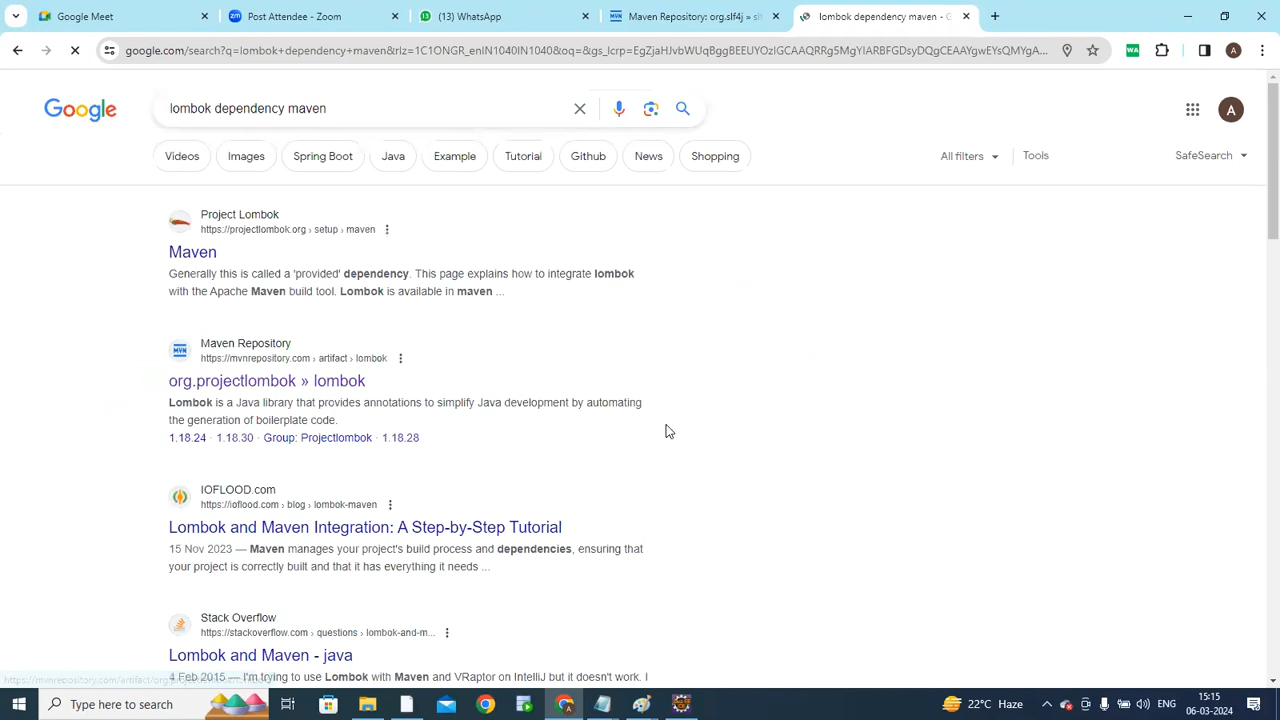 Google Meet
Post Attendee - Zoom
(13) WhatsApp
Maven Repository: org.slf4j » sl
lombok dependency maven - G
google.com/search?q=lombok+dependency+maven&rlz=1C1ONGR_enIN1040IN1040&oq=&gs_lcrp=EgZjaHJvbWUqBggBEEUYOzIGCAAQRRg5MgYIARBFGDsyDQgCEAAYgwEYsQMYgA...
Google
lombok dependency maven
A
Videos
Images
Spring Boot
Java
Example
Tutorial
Github
News
Shopping
All filters
Tools
SafeSearch
Project Lombok
https://projectlombok.org › setup › maven
Maven
Generally this is called a 'provided' dependency. This page explains how to integrate lombok
with the Apache Maven build tool. Lombok is available in maven ...
MVN
Maven Repository
https://mvnrepository.com › artifact › lombok
org.projectlombok » lombok
Lombok is a Java library that provides annotations to simplify Java development by automating
the generation of boilerplate code.
1.18.24 · 1.18.30 · Group: Projectlombok · 1.18.28
IOFLOOD.com
https://ioflood.com › blog › lombok-maven
Lombok and Maven Integration: A Step-by-Step Tutorial
15 Nov 2023 — Maven manages your project's build process and dependencies, ensuring that
your project is correctly built and that it has everything it needs ...
Stack Overflow
https://stackoverflow.com › questions › lombok-and-m...
Lombok and Maven - java
4 Feb 2015 — I'm trying to use Lombok with Maven and VRaptor on IntelliJ but it doesn't work. I
Type here to search
22°C Haze
ENG
15:15
06-03-2024